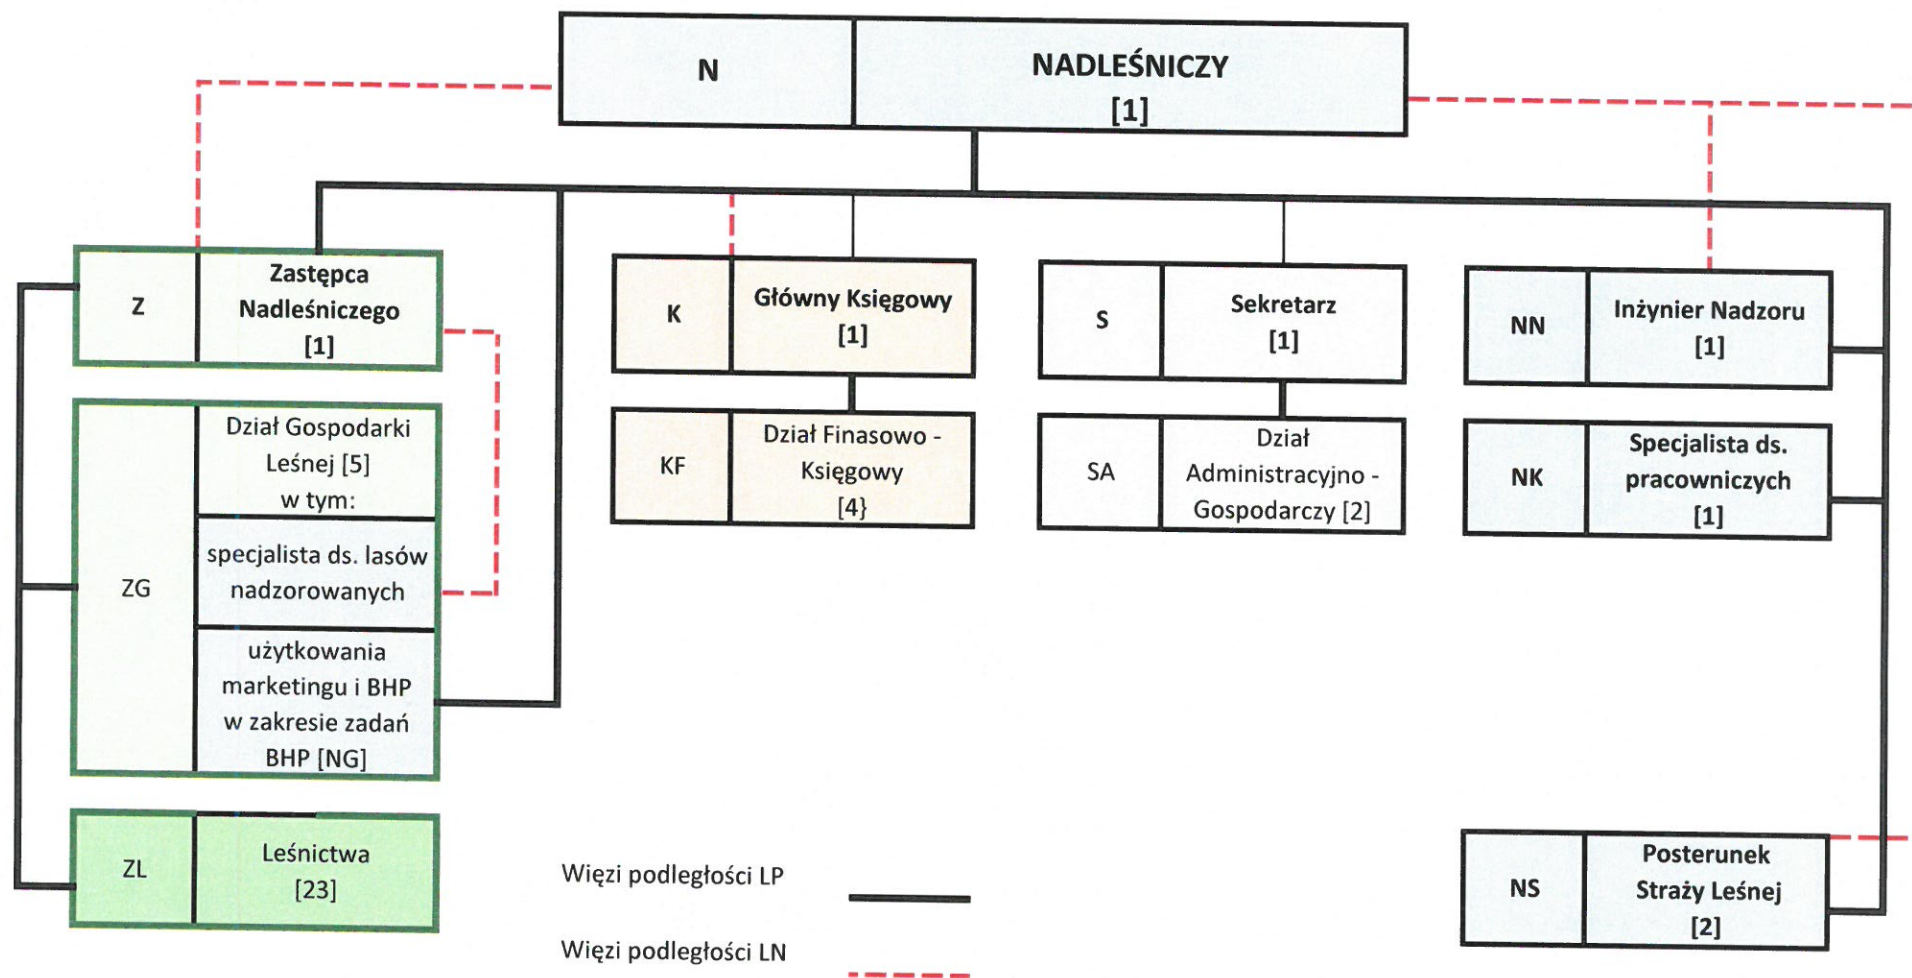 N
NADLEŚNICZY
[1]
Z
Zastępca
Nadleśniczego
[1]
K
Główny Księgowy
[1]
S
Sekretarz
[1]
NN
Inżynier Nadzoru
[1]
ZG
Dział Gospodarki
Leśnej [5]
w tym:
specjalista ds. lasów
nadzorowanych
użytkowania
marketingu i BHP
w zakresie zadań
BHP [NG]
KF
Dział Finasowo -
Księgowy
[4}
SA
Dział
Administracyjno -
Gospodarczy [2]
NK
Specjalista ds.
pracowniczych
[1]
ZL
Leśnictwa
[23]
NS
Posterunek
Straży Leśnej
[2]
Więzi podległości LP
Więzi podległości LN